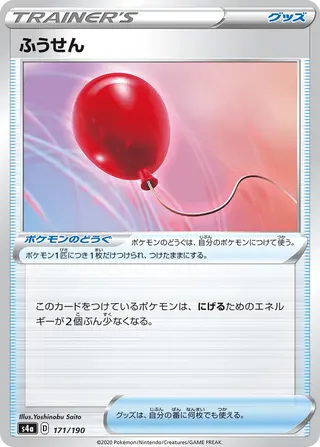 TRAINER'S グッズ
ふうせん
ポケモンのどうぐ ポケモンのどうぐは、自分のポケモンにつけて使う。
ポケモン1匹につき1枚だけつけられ、つけたままにする。
このカードをつけているポケモンは、にげるためのエネル
ギーが2個ぶん少なくなる。
Illus.Yoshinobu Saito
s4a D 171/190
グッズは、自分の番に何枚でも使える。
©2020 Pokémon/Nintendo/Creatures/GAME FREAK.